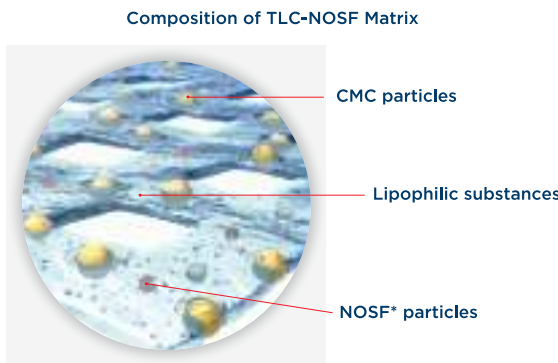 Composition of TLC-NOSF Matrix
CMC particles
Lipophilic substances
NOSF* particles